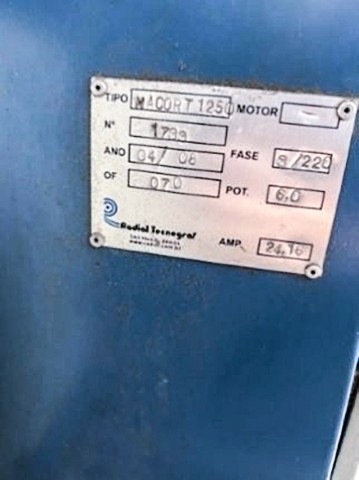 TIPO MACORT 1250 MOTOR -
Nº 1739
ANO 04/06 FASE 3/220
OF 070 POT. 6,0
Radial Tecnograf
AMP. 24,16